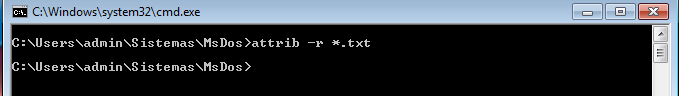 C:\Windows\system32\cmd.exe
C:\Users\admin\Sistemas\MsDos>attrib -r *.txt
C:\Users\admin\Sistemas\MsDos>